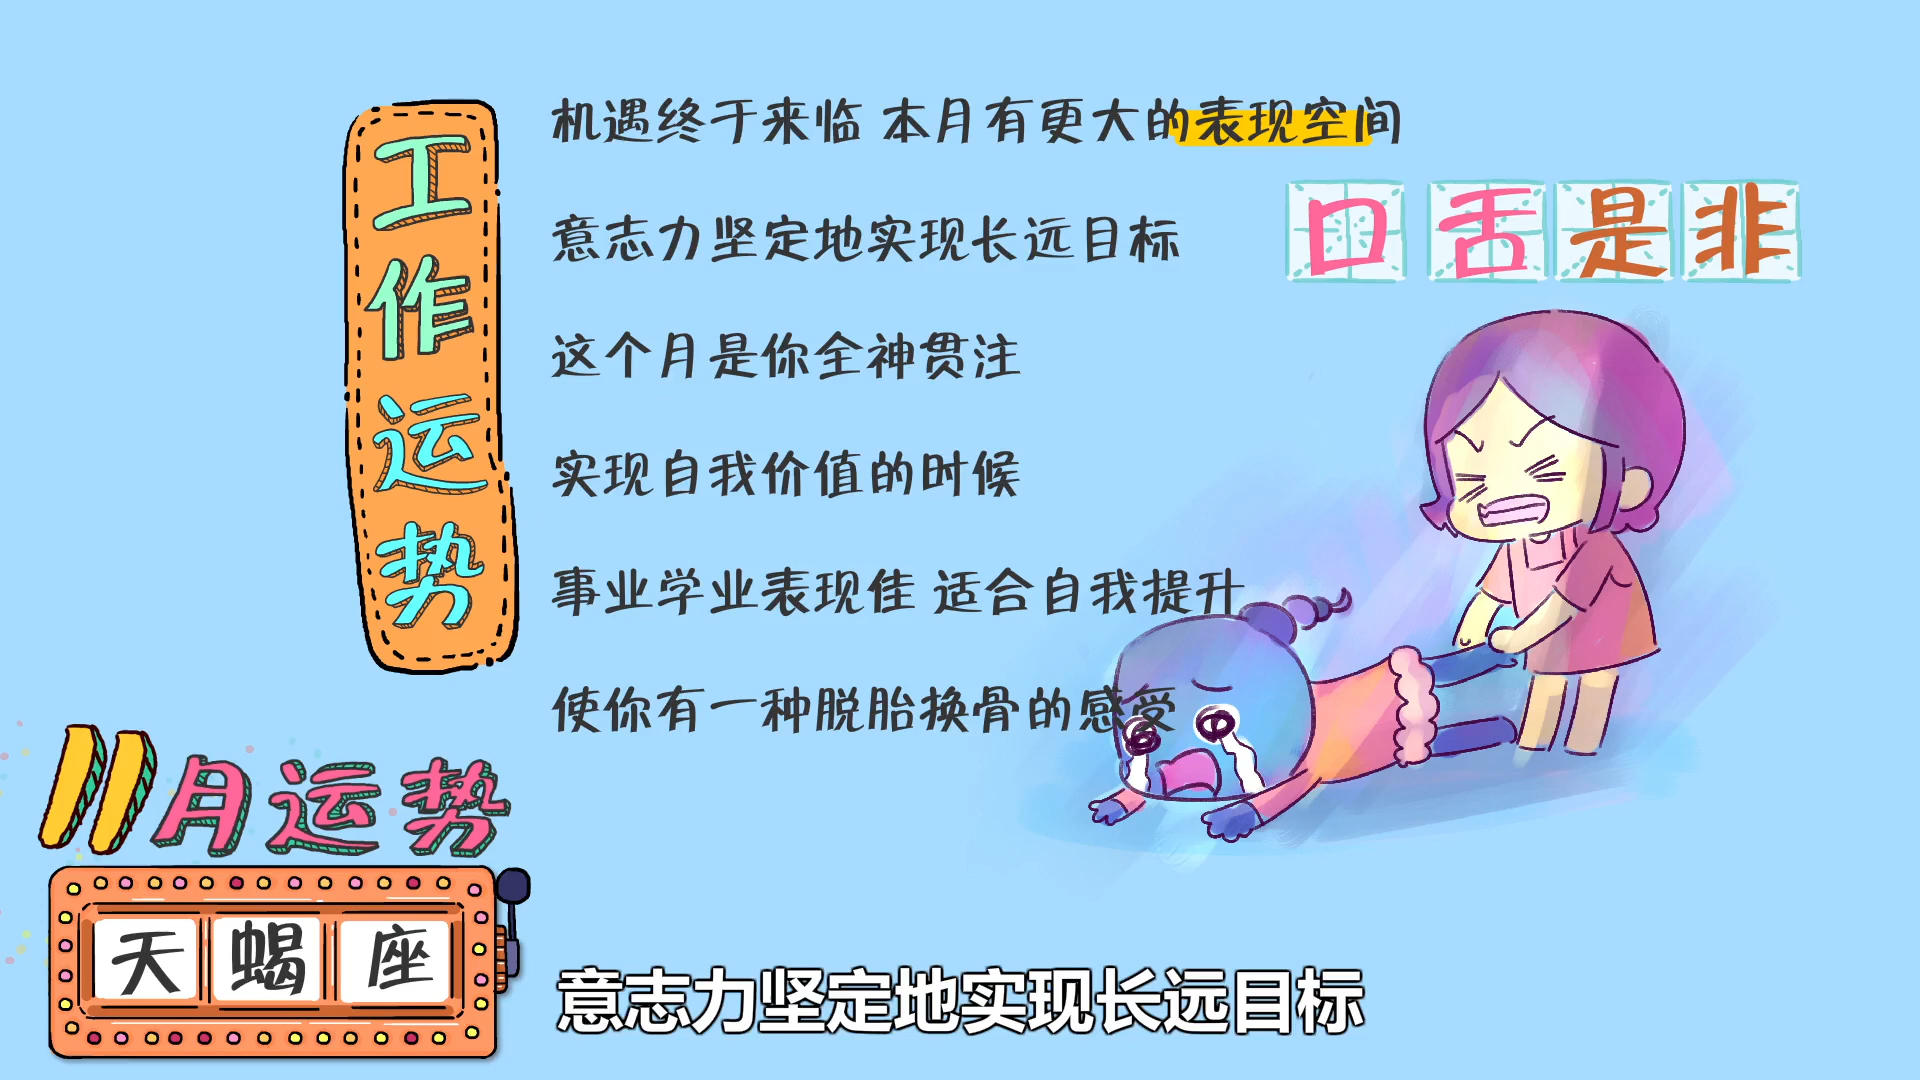 工作运势
机遇终于来临 本月有更大的表现空间
口舌是非
意志力坚定地实现长远目标
这个月是你全神贯注
实现自我价值的时候
事业学业表现佳 适合自我提升
使你有一种脱胎换骨的感受
11月运势
天蝎座
意志力坚定地实现长远目标